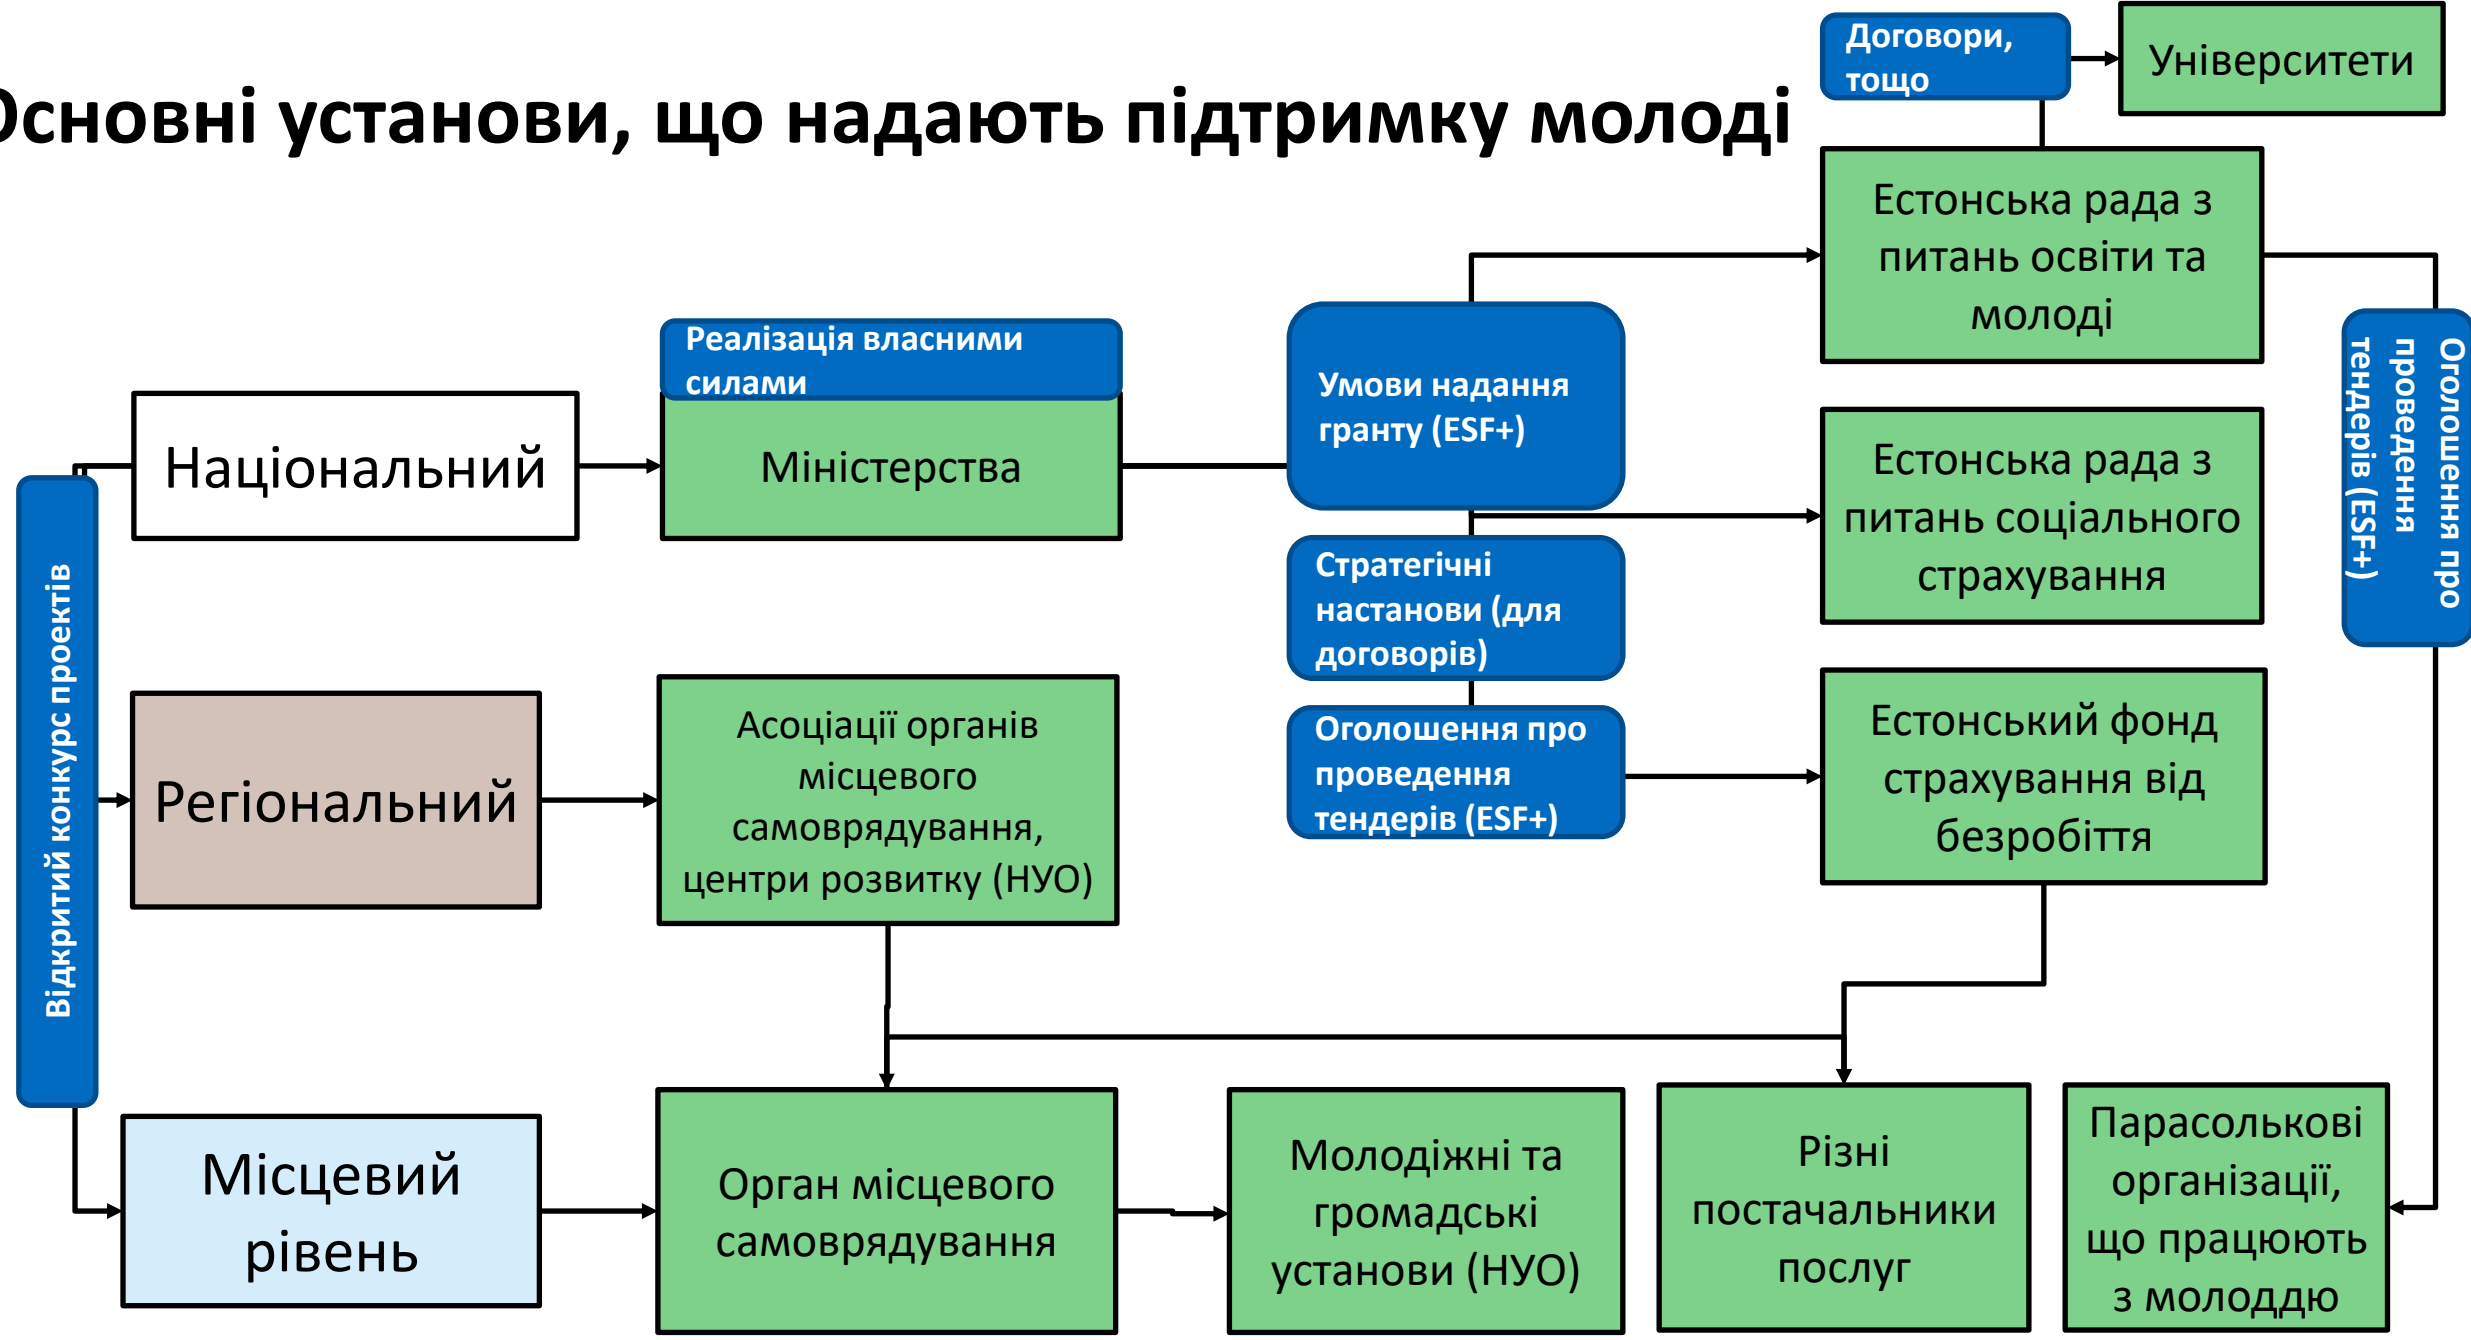 Основні установи, що надають підтримку молоді
Договори,
тощо
Університети
Естонська рада з
питань освіти та
молоді
Реалізація власними
силами
Національний
Міністерства
Умови надання
гранту (ESF+)
Естонська рада з
питань соціального
страхування
Оголошення про
проведення
тендерів (ESF+)
Стратегічні
настанови (для
договорів)
Відкритий конкурс проектів
Регіональний
Асоціації органів
місцевого
самоврядування,
центри розвитку (НУО)
Оголошення про
проведення
тендерів (ESF+)
Естонський фонд
страхування від
безробіття
Місцевий
рівень
Орган місцевого
самоврядування
Молодіжні та
громадські
установи (НУО)
Різні
постачальники
послуг
Парасолькові
організації,
що працюють
з молоддю